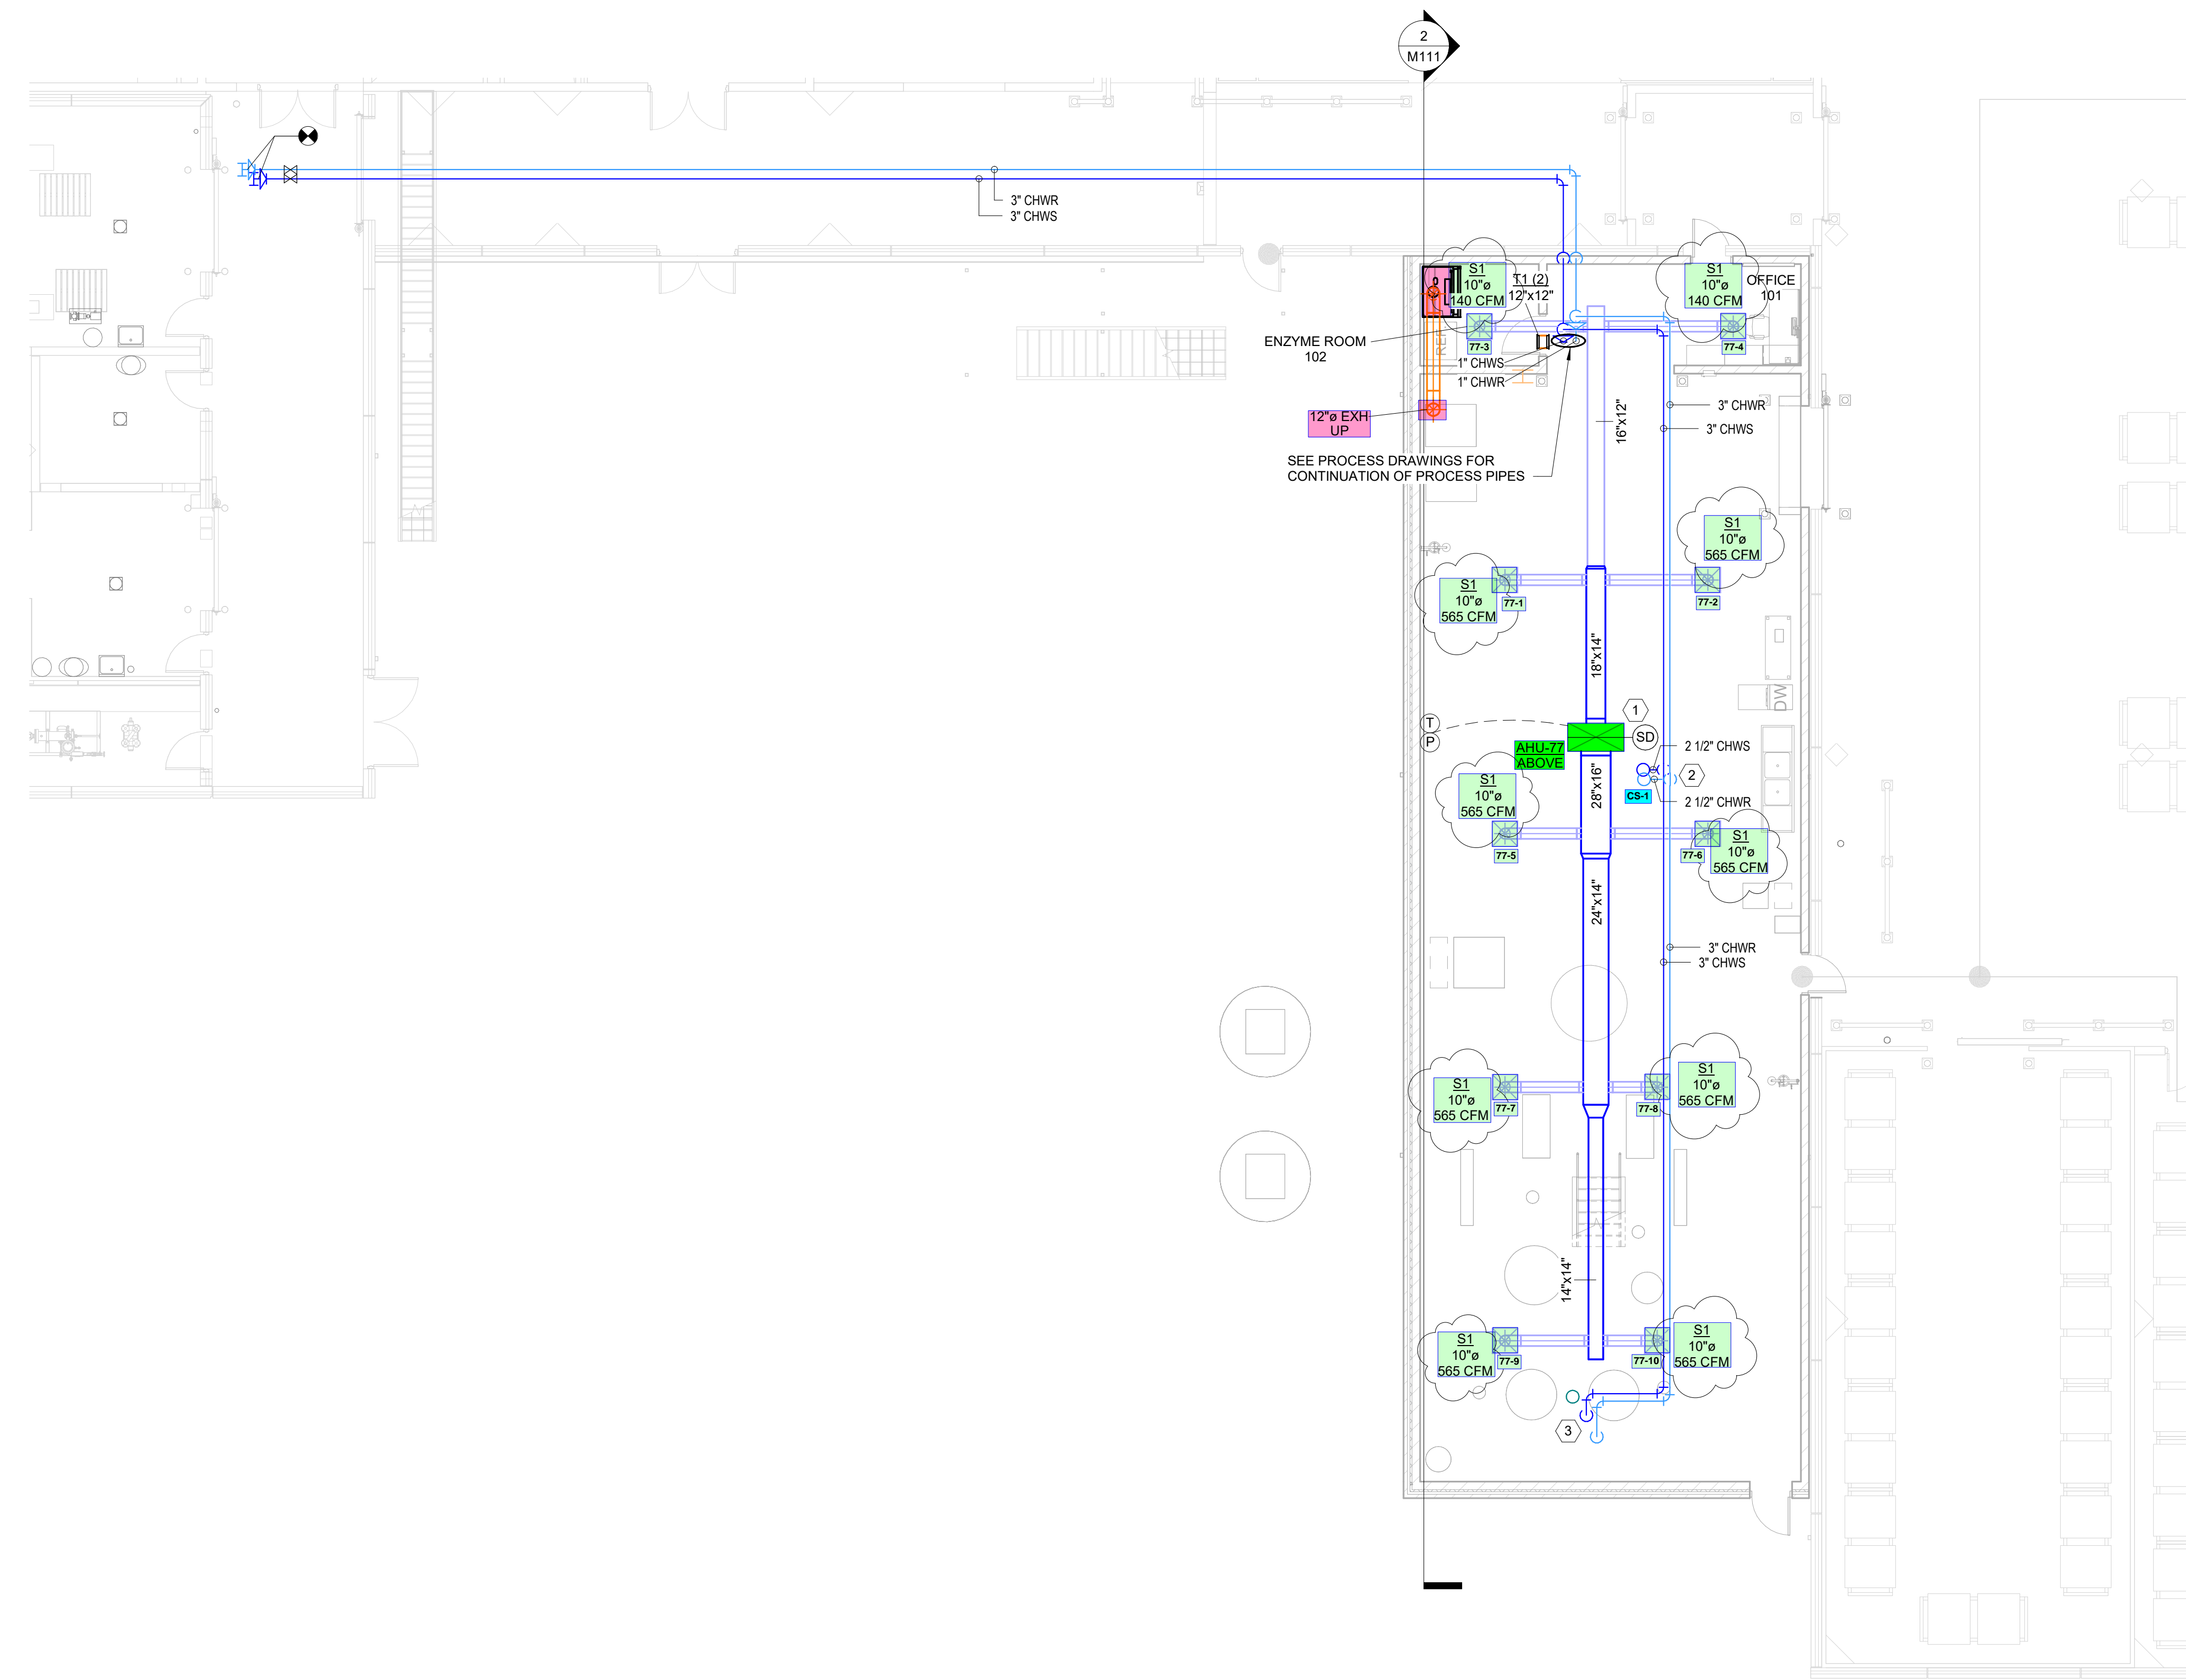 2
M111
3" CHWR
3" CHWS
S1
10"ø
140 CFM
T1 (2)
12"x12"
S1
10"ø
140 CFM
OFFICE
101
ENZYME ROOM
102
77-3
REF
77-4
1" CHWS
1" CHWR
12"ø EXH
UP
16"x12"
3" CHWR
3" CHWS
SEE PROCESS DRAWINGS FOR
CONTINUATION OF PROCESS PIPES
S1
10"ø
565 CFM
S1
10"ø
565 CFM
77-1
77-2
18"x14"
DW
T
P
1
SD
AHU-77
ABOVE
2 1/2" CHWS
2
CS-1
2 1/2" CHWR
28"x16"
S1
10"ø
565 CFM
77-5
77-6
S1
10"ø
565 CFM
24"x14"
3" CHWR
3" CHWS
S1
10"ø
565 CFM
77-7
77-8
S1
10"ø
565 CFM
14"x14"
S1
10"ø
565 CFM
77-9
77-10
S1
10"ø
565 CFM
3